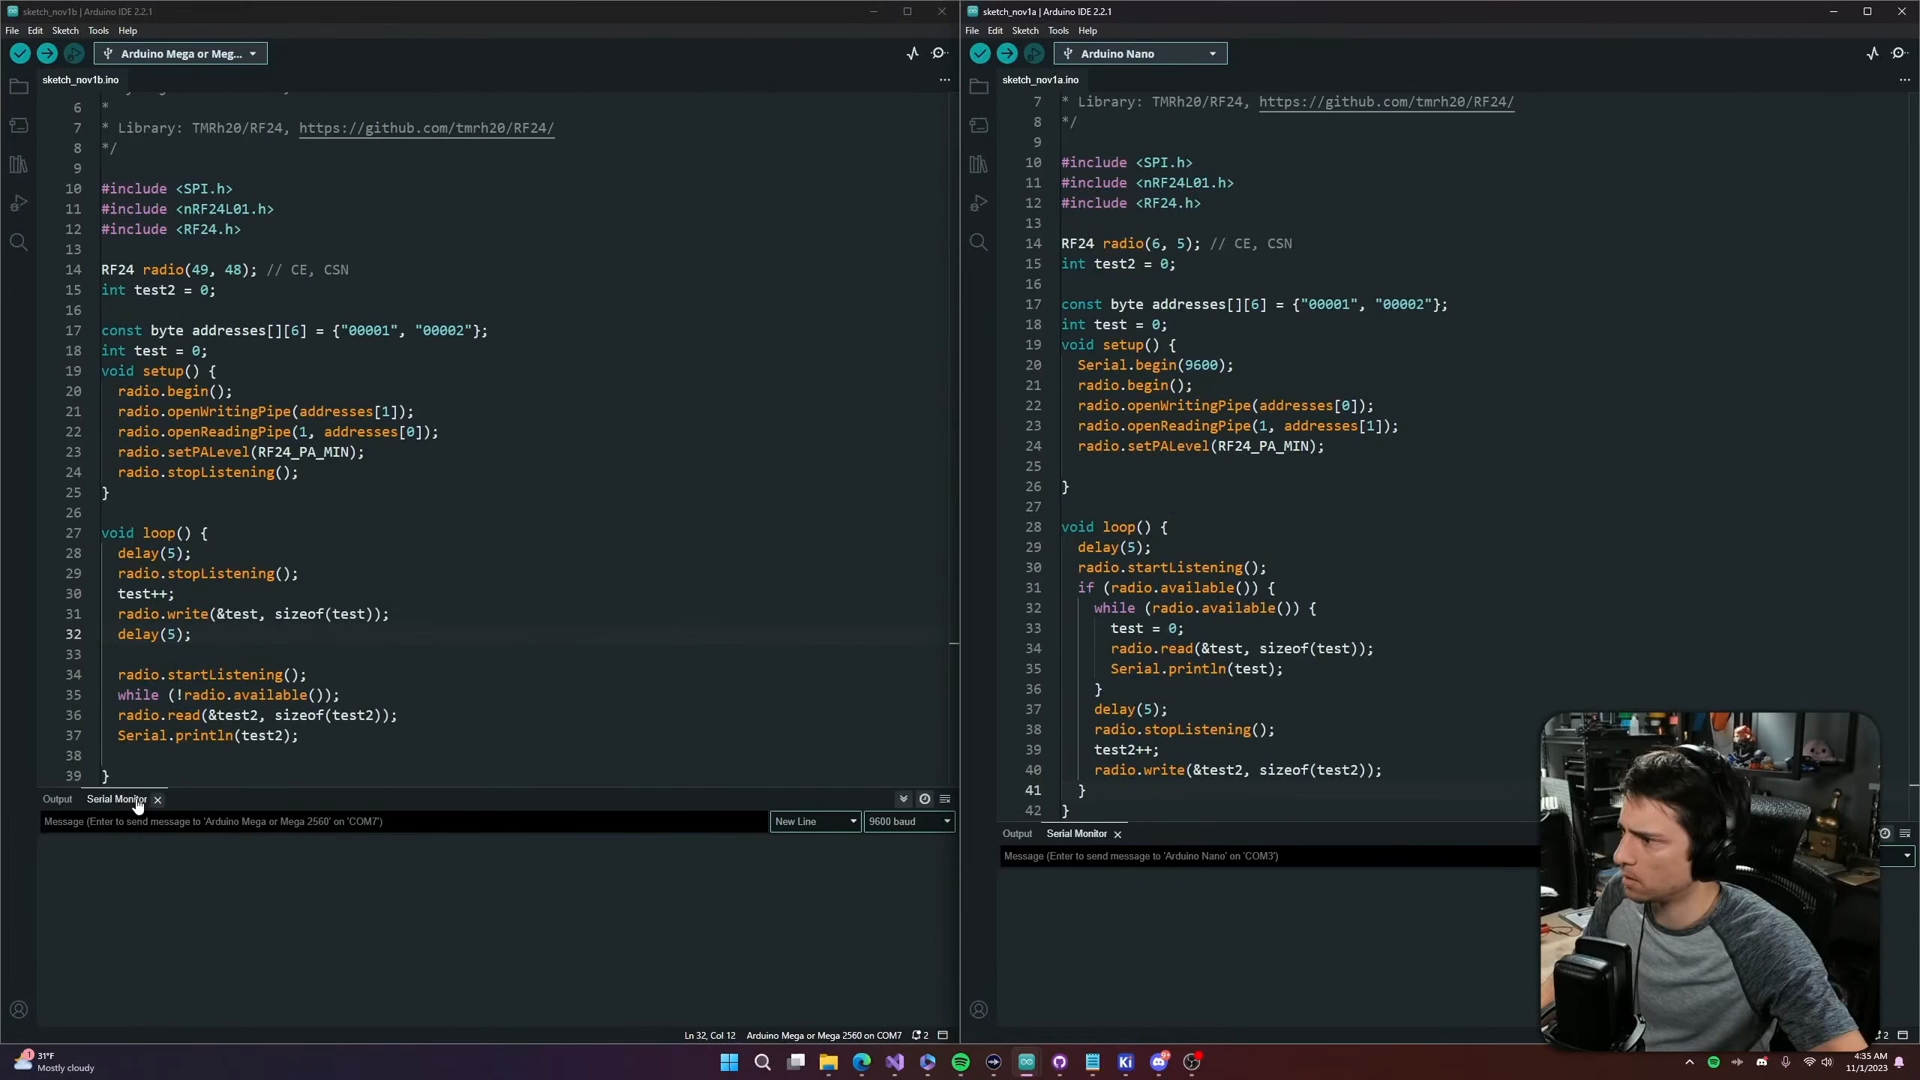 sketch_nov1b | Arduino IDE 2.2.1
File Edit Sketch Tools Help
Arduino Mega or Meg...
sketch_nov1b.ino
6 *
7 * Library: TMRh20/RF24, https://github.com/tmrh20/RF24/
8 */
9
10 #include <SPI.h>
11 #include <nRF24L01.h>
12 #include <RF24.h>
13
14 RF24 radio(49, 48); // CE, CSN
15 int test2 = 0;
16
17 const byte addresses[][6] = {"00001", "00002"};
18 int test = 0;
19 void setup() {
20 radio.begin();
21 radio.openWritingPipe(addresses[1]);
22 radio.openReadingPipe(1, addresses[0]);
23 radio.setPALevel(RF24_PA_MIN);
24 radio.stopListening();
25 }
26
27 void loop() {
28 delay(5);
29 radio.stopListening();
30 test++;
31 radio.write(&test, sizeof(test));
32 delay(5);
33
34 radio.startListening();
35 while (!radio.available());
36 radio.read(&test2, sizeof(test2));
37 Serial.println(test2);
38
39 }
Output Serial Monitor
Message (Enter to send message to 'Arduino Mega or Mega 2560' on 'COM7')
New Line 9600 baud
Ln 32, Col 12 Arduino Mega or Mega 2560 on COM7 2
sketch_nov1a | Arduino IDE 2.2.1
File Edit Sketch Tools Help
Arduino Nano
sketch_nov1a.ino
7 * Library: TMRh20/RF24, https://github.com/tmrh20/RF24/
8 */
9
10 #include <SPI.h>
11 #include <nRF24L01.h>
12 #include <RF24.h>
13
14 RF24 radio(6, 5); // CE, CSN
15 int test2 = 0;
16
17 const byte addresses[][6] = {"00001", "00002"};
18 int test = 0;
19 void setup() {
20 Serial.begin(9600);
21 radio.begin();
22 radio.openWritingPipe(addresses[0]);
23 radio.openReadingPipe(1, addresses[1]);
24 radio.setPALevel(RF24_PA_MIN);
25
26 }
27
28 void loop() {
29 delay(5);
30 radio.startListening();
31 if (radio.available()) {
32 while (radio.available()) {
33 test = 0;
34 radio.read(&test, sizeof(test));
35 Serial.println(test);
36 }
37 delay(5);
38 radio.stopListening();
39 test2++;
40 radio.write(&test2, sizeof(test2));
41 }
42 }
Output Serial Monitor
Message (Enter to send message to 'Arduino Nano' on 'COM3')
2
31°F
Mostly cloudy
Ki
4:35 AM
11/1/2023